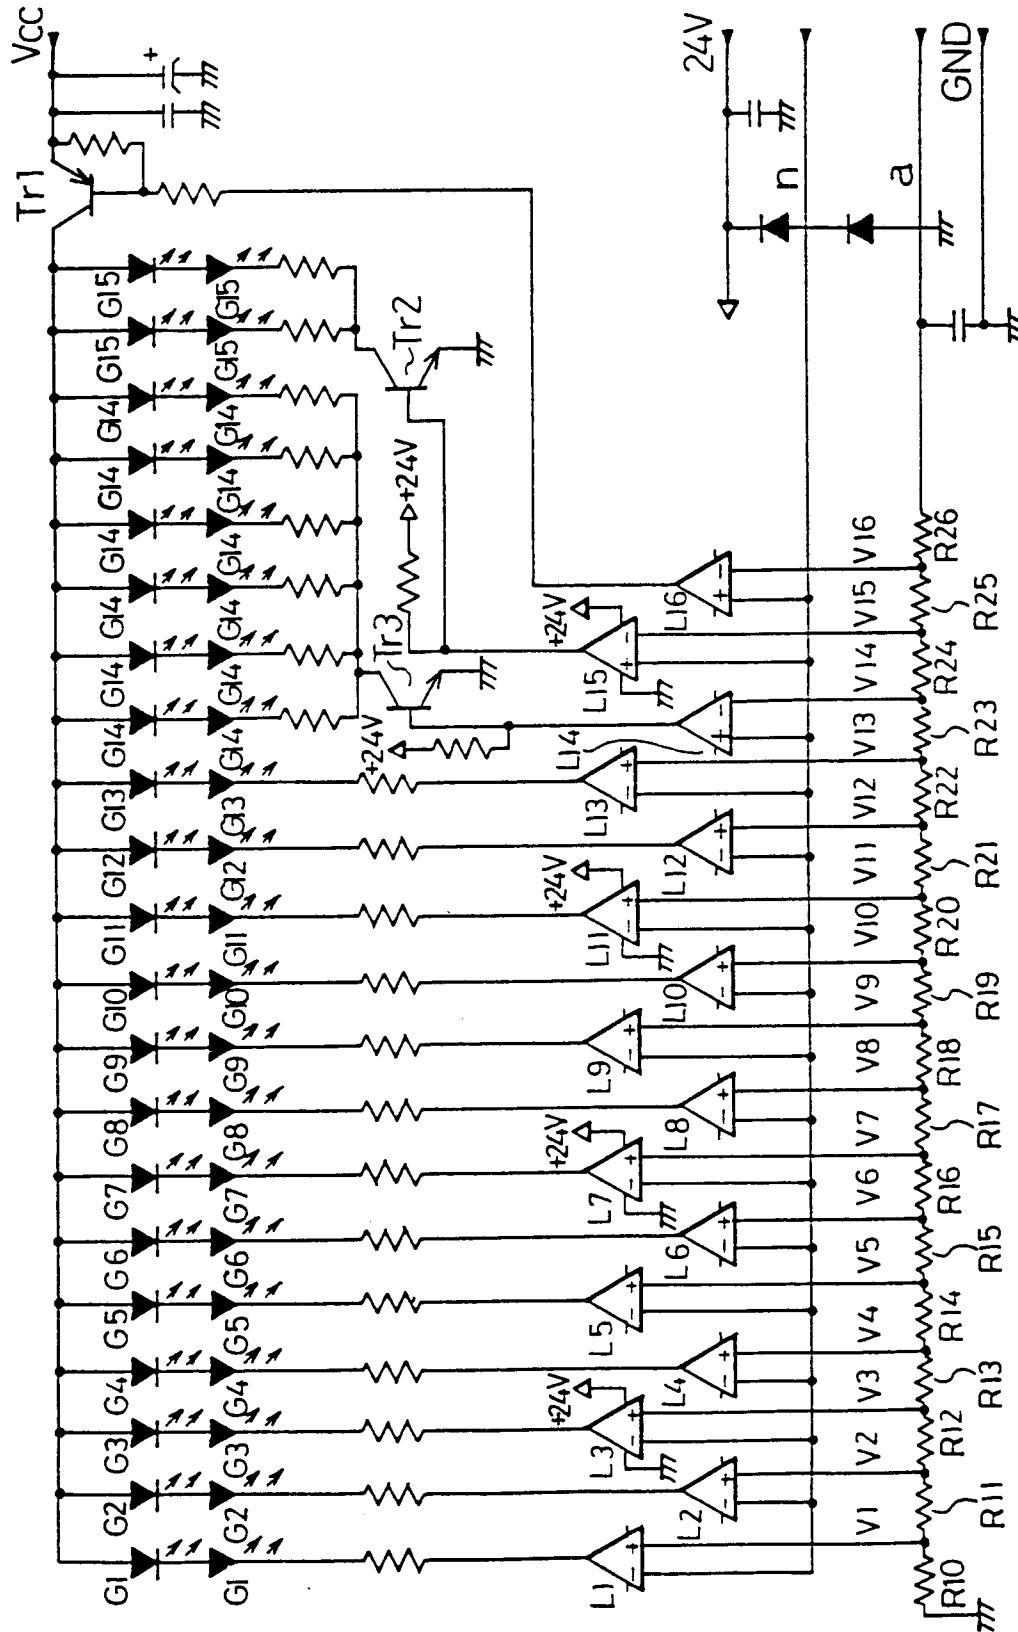 VCC
+
Tr1
G1 G2 G3 G4 G5 G6 G7 G8 G9 G10 G11 G12 G13 G14 G14 G14 G14 G14 G14 G15 G15
G1 G2 G3 G4 G5 G6 G7 G8 G9 G10 G11 G12 G13 G14 G14 G14 G14 G14 G14 G15 G15
Tr2
+24V
Tr3
+24V
+24V +24V +24V +24V
L1 L3 L5 L7 L9 L11 L13 L14 L15
- + - + - + - + - + - + - + + -
L2 L4 L6 L8 L10 L12 L16
- + - + - + - + - + - + + - + -
24V
n
V1 V2 V3 V4 V5 V6 V7 V8 V9 V10 V11 V12 V13 V14 V15 V16
a
GND
R10 R12 R14 R16 R18 R20 R22 R24 R26
R11 R13 R15 R17 R19 R21 R23 R25